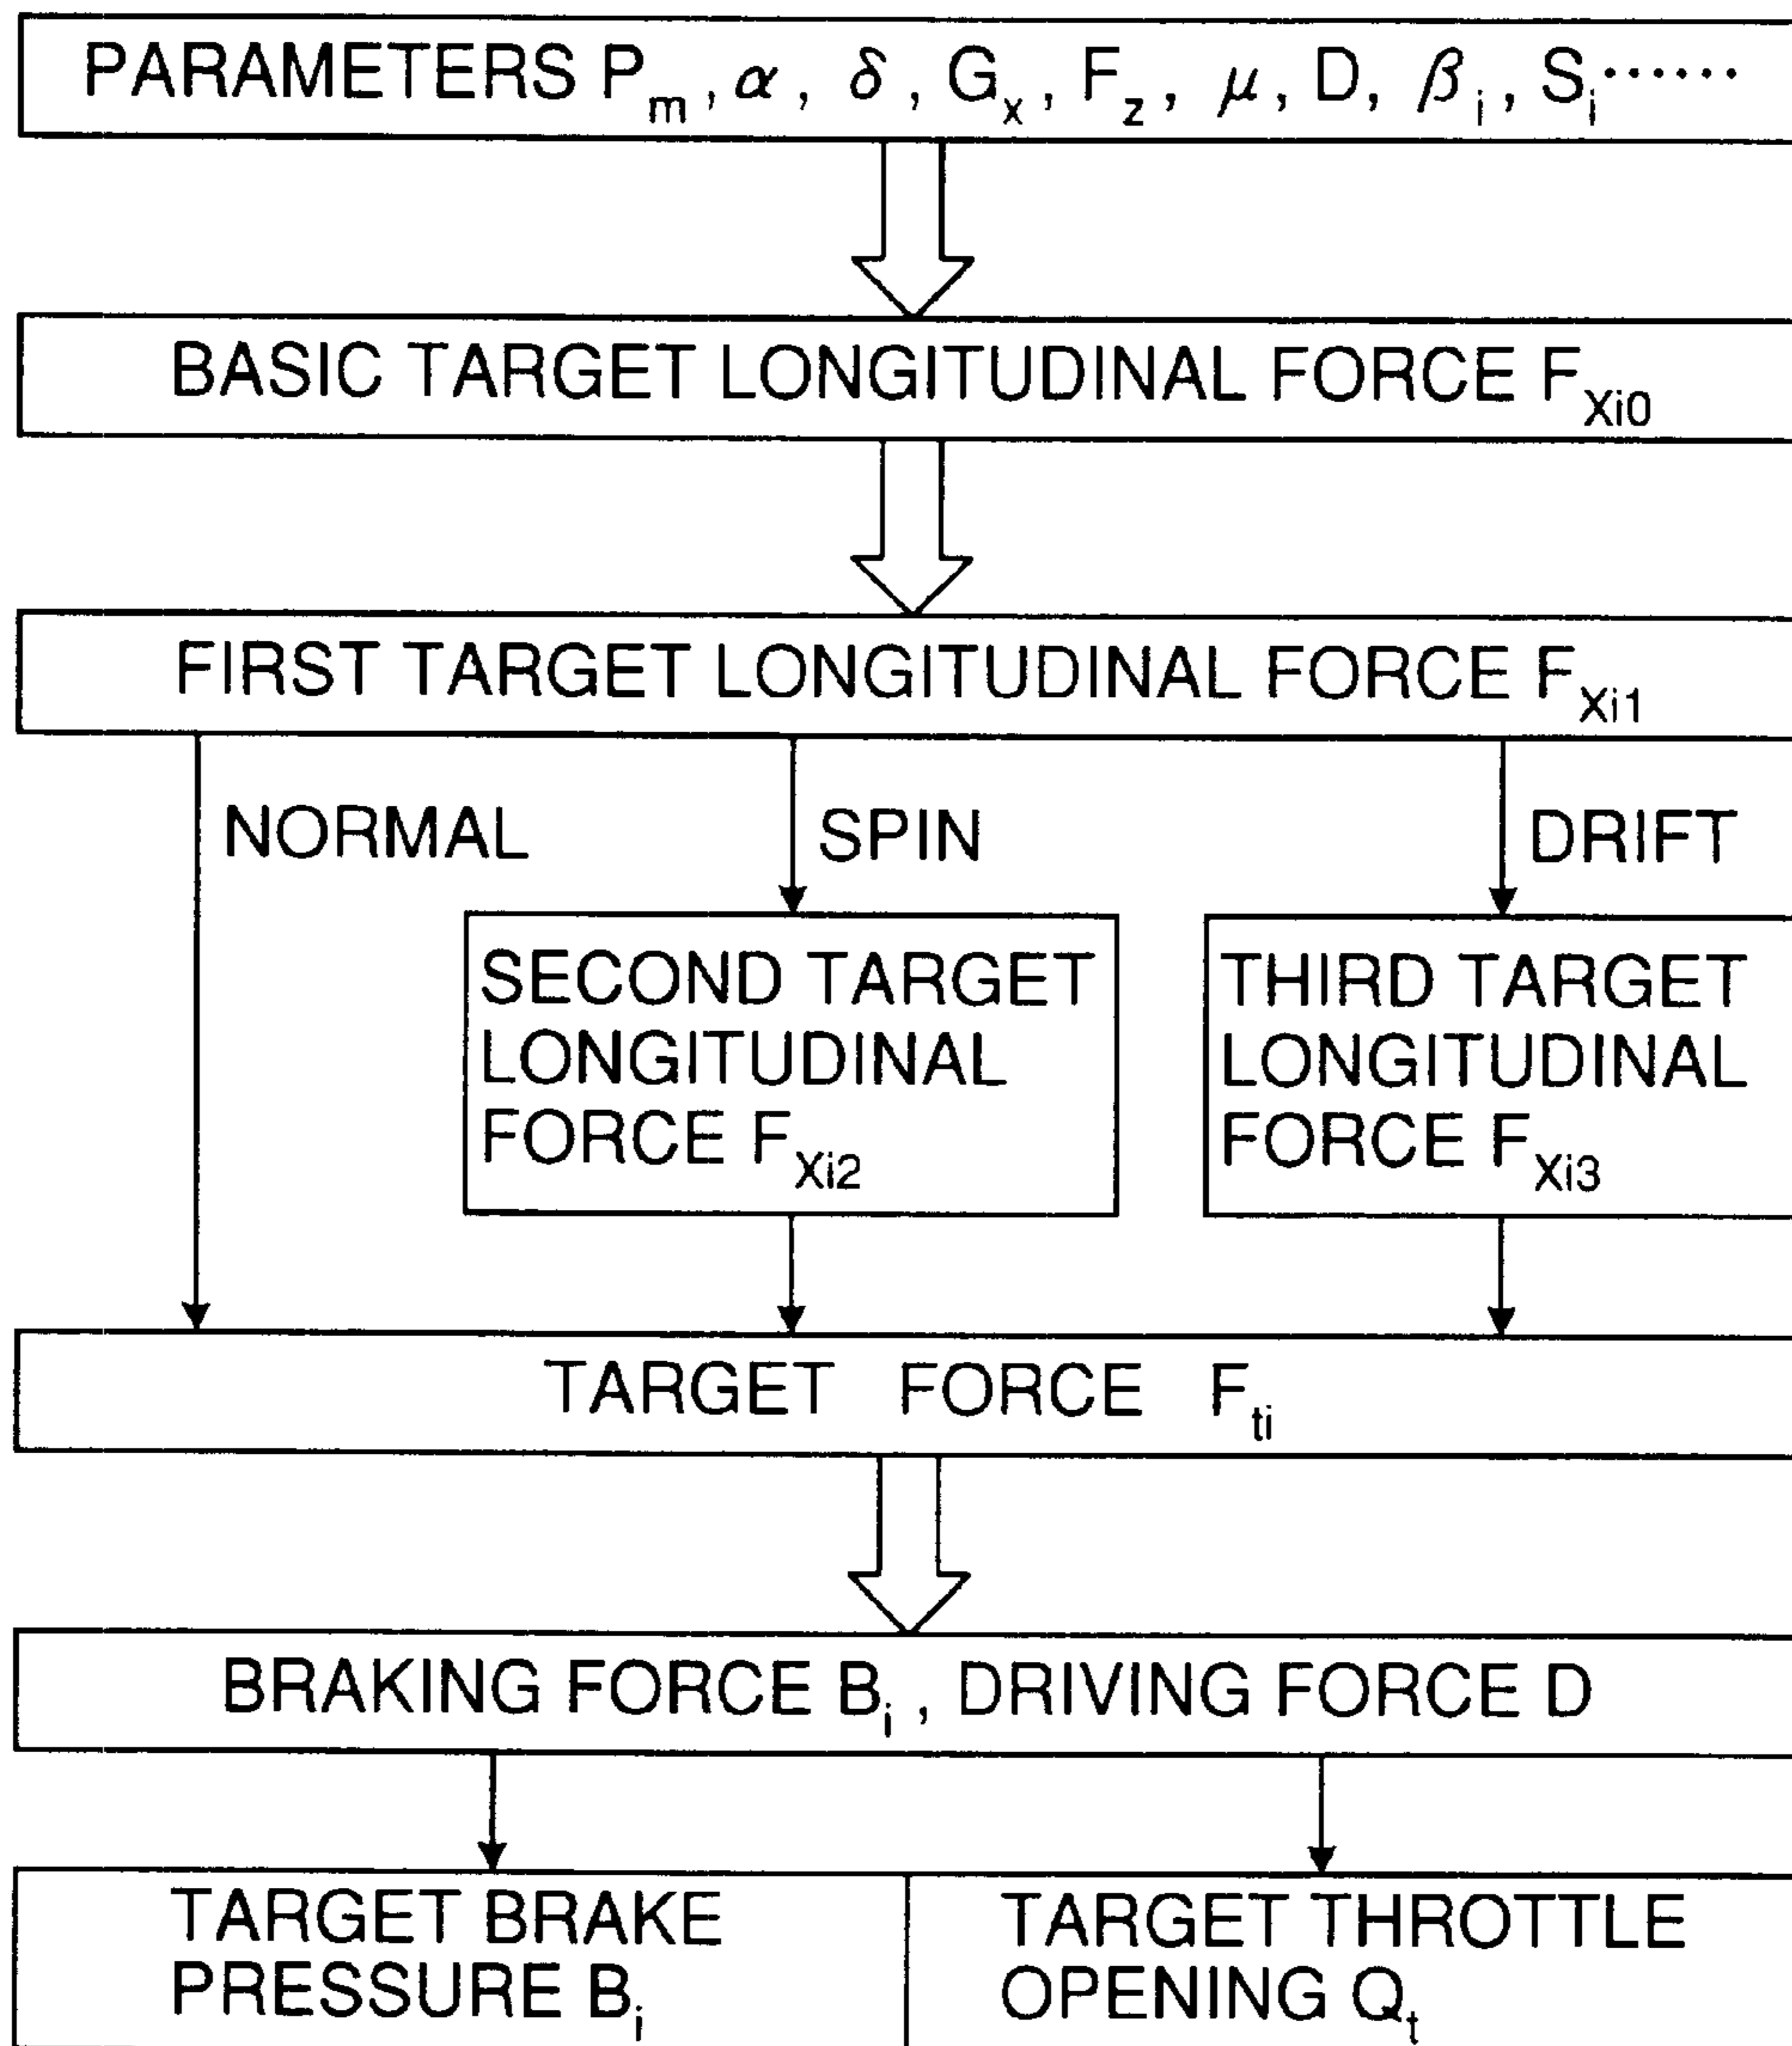 PARAMETERS Pm, α, δ, Gx, Fz, μ, D, βi, Si ······
BASIC TARGET LONGITUDINAL FORCE FXi0
FIRST TARGET LONGITUDINAL FORCE FXi1
NORMAL
SPIN
DRIFT
SECOND TARGET
LONGITUDINAL
FORCE FXi2
THIRD TARGET
LONGITUDINAL
FORCE FXi3
TARGET FORCE Fti
BRAKING FORCE Bi, DRIVING FORCE D
TARGET BRAKE
PRESSURE Bi
TARGET THROTTLE
OPENING Qt